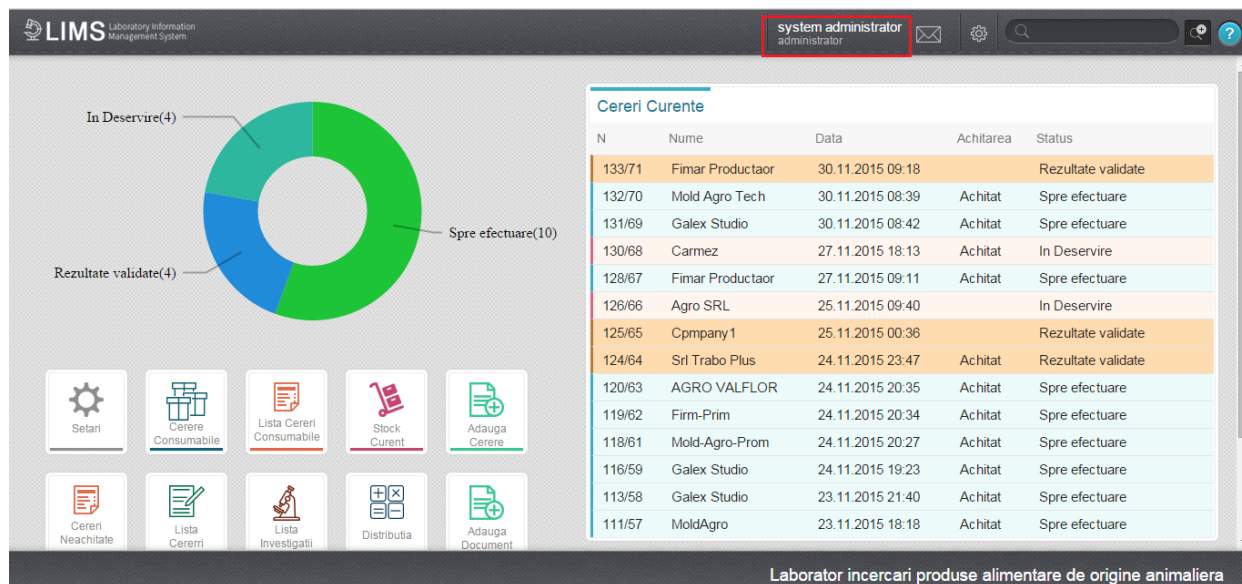 LIMS Laboratory Information
Management System
system administrator
administrator
?
In Deservire(4)
Spre efectuare(10)
Rezultate validate(4)
Setari
Cerere
Consumabile
Lista Cereri
Consumabile
Stock
Curent
Adauga
Cerere
Cereri
Neachitate
Lista
Cererri
Lista
Investigatii
Distributia
Adauga
Document
Cereri Curente
N Nume Data Achitarea Status
133/71 Fimar Productaor 30.11.2015 09:18 Rezultate validate
132/70 Mold Agro Tech 30.11.2015 08:39 Achitat Spre efectuare
131/69 Galex Studio 30.11.2015 08:42 Achitat Spre efectuare
130/68 Carmez 27.11.2015 18:13 Achitat In Deservire
128/67 Fimar Productaor 27.11.2015 09:11 Achitat Spre efectuare
126/66 Agro SRL 25.11.2015 09:40 In Deservire
125/65 Cpmpany1 25.11.2015 00:36 Rezultate validate
124/64 Srl Trabo Plus 24.11.2015 23:47 Achitat Rezultate validate
120/63 AGRO VALFLOR 24.11.2015 20:35 Achitat Spre efectuare
119/62 Firm-Prim 24.11.2015 20:34 Achitat Spre efectuare
118/61 Mold-Agro-Prom 24.11.2015 20:27 Achitat Spre efectuare
116/59 Galex Studio 24.11.2015 19:23 Achitat Spre efectuare
113/58 Galex Studio 23.11.2015 21:40 Achitat Spre efectuare
111/57 MoldAgro 23.11.2015 18:18 Achitat Spre efectuare
Laborator incercari produse alimentare de origine animaliera